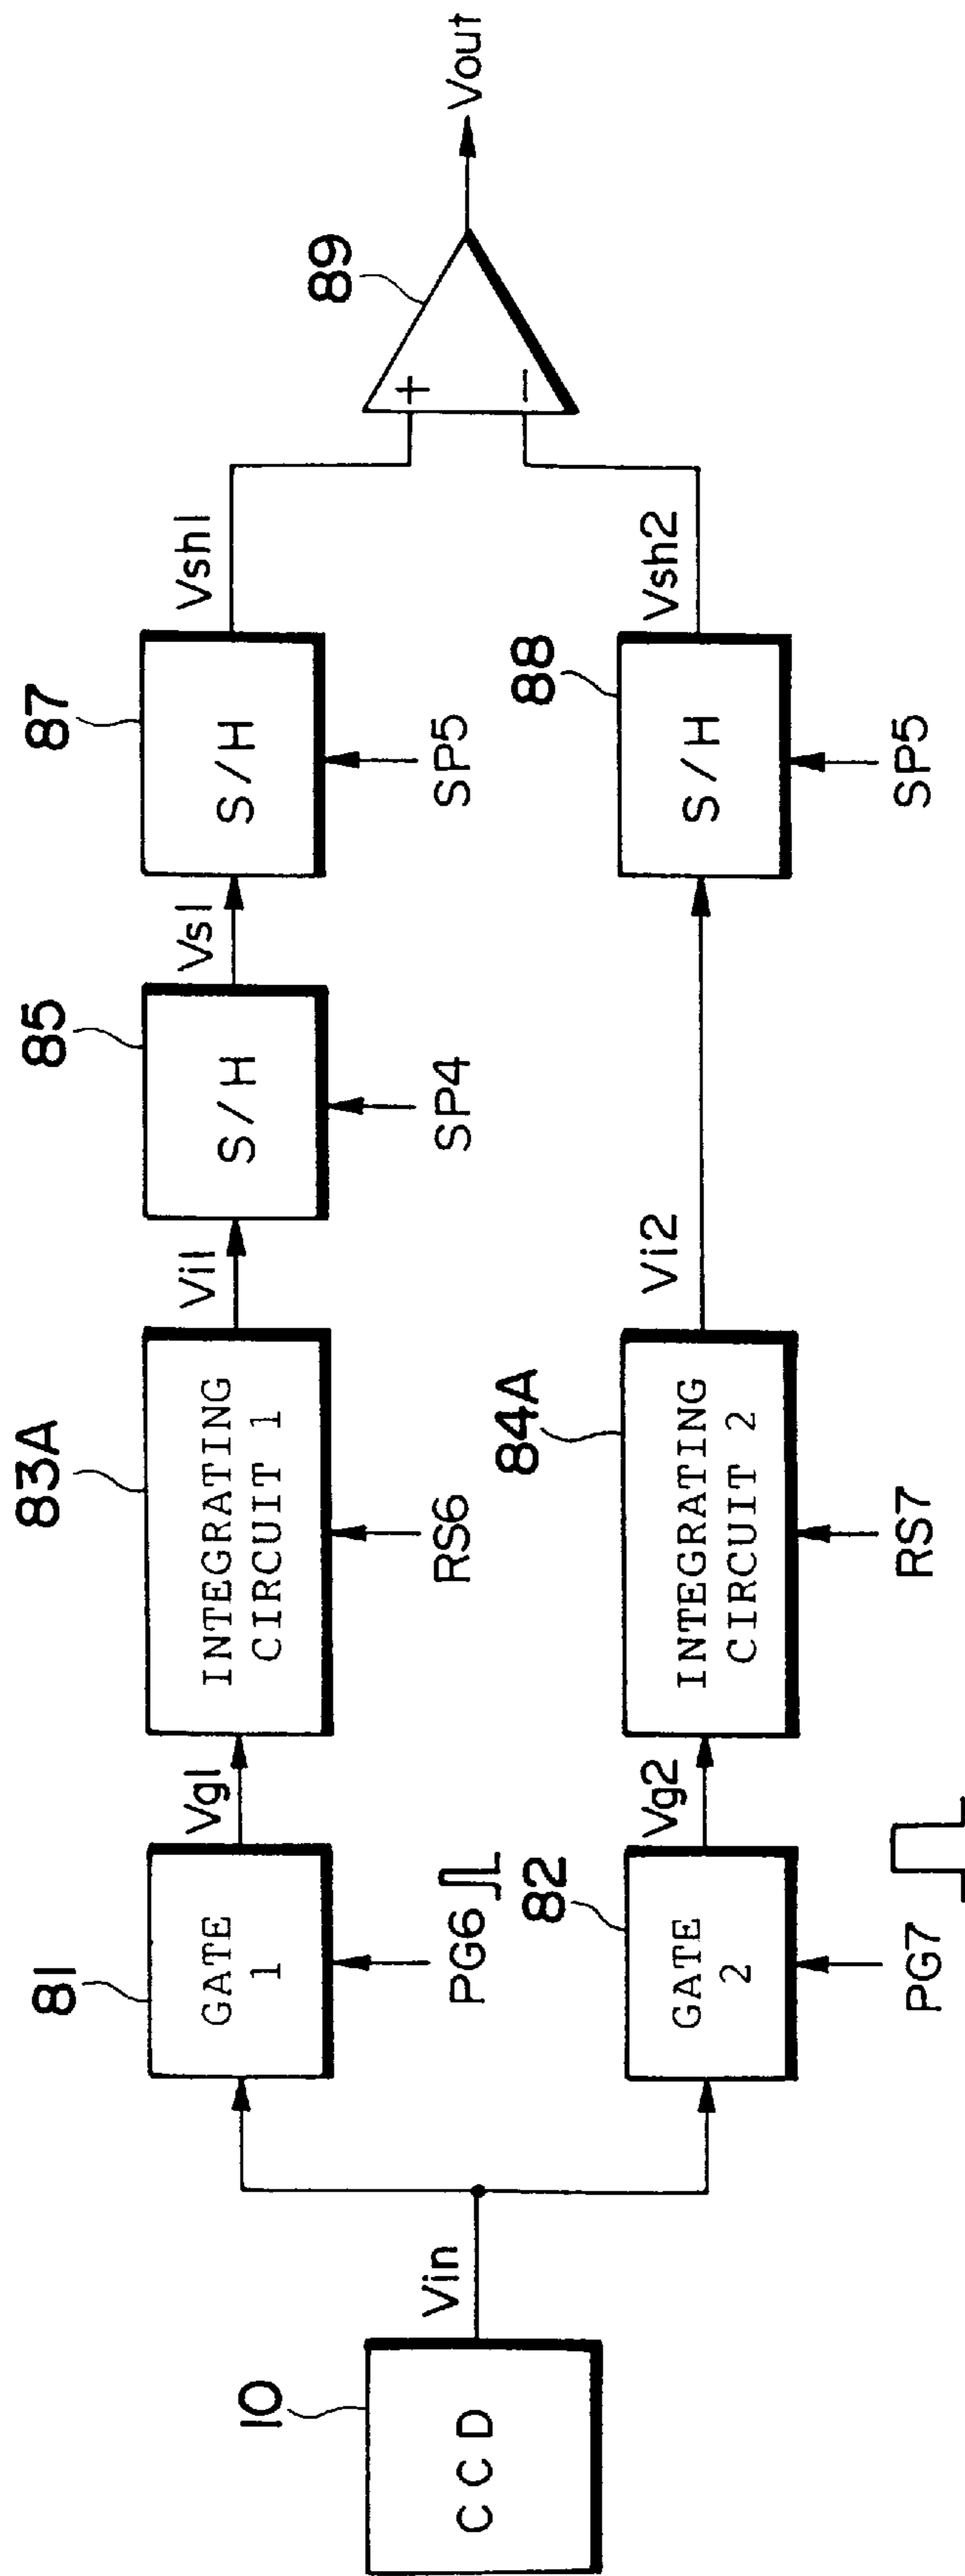 10
CCD
Vin
81
GATE
1
PG6
Vg1
83A
INTEGRATING
CIRCUIT 1
RS6
Vi1
85
S/H
SP4
Vs1
87
S/H
SP5
Vsh1
82
GATE
2
PG7
Vg2
84A
INTEGRATING
CIRCUIT 2
RS7
Vi2
88
S/H
SP5
Vsh2
89
+
−
Vout